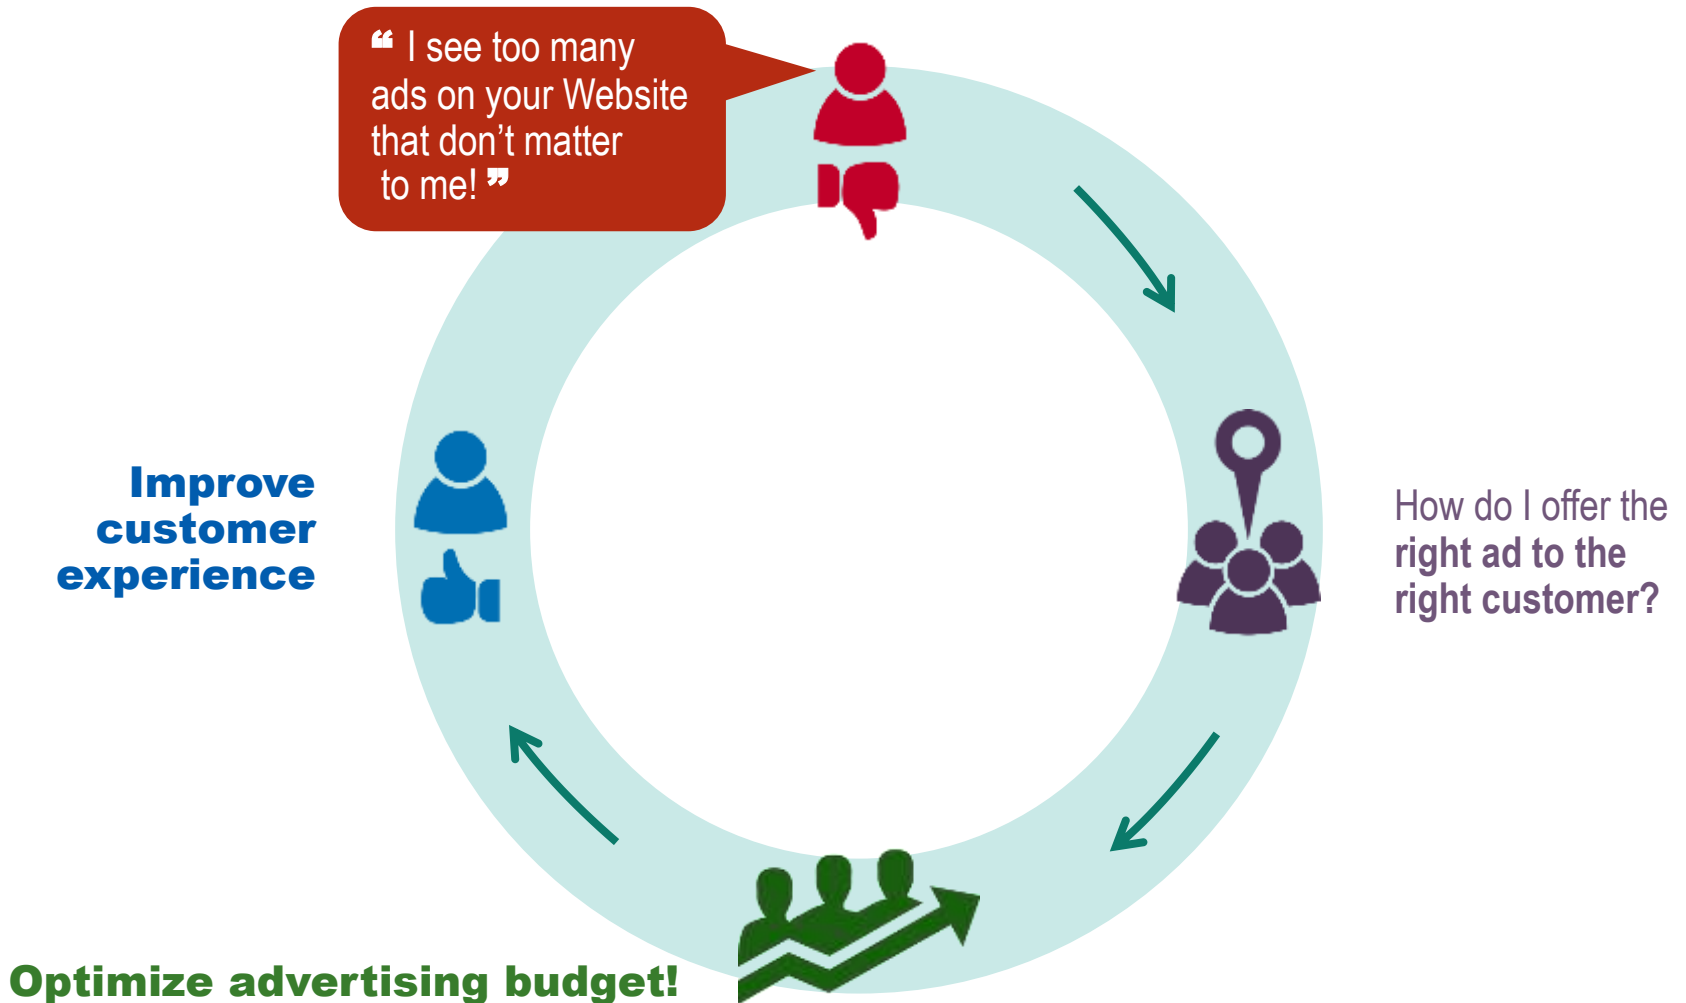 ❝ I see too many
ads on your Website
that don’t matter
to me! ❞
How do I offer the
right ad to the
right customer?
Improve
customer
experience
Optimize advertising budget!